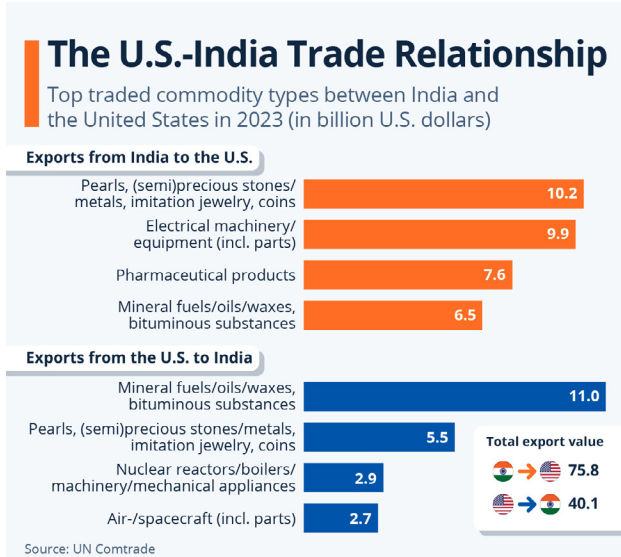 The U.S.-India Trade Relationship
Top traded commodity types between India and
the United States in 2023 (in billion U.S. dollars)
Exports from India to the U.S.
Pearls, (semi)precious stones/
metals, imitation jewelry, coins
10.2
Electrical machinery/
equipment (incl. parts)
9.9
Pharmaceutical products
7.6
Mineral fuels/oils/waxes,
bituminous substances
6.5
Exports from the U.S. to India
Mineral fuels/oils/waxes,
bituminous substances
11.0
Pearls, (semi)precious stones/metals,
imitation jewelry, coins
5.5
Nuclear reactors/boilers/
machinery/mechanical appliances
2.9
Air-/spacecraft (incl. parts)
2.7
Total export value
75.8
40.1
Source: UN Comtrade